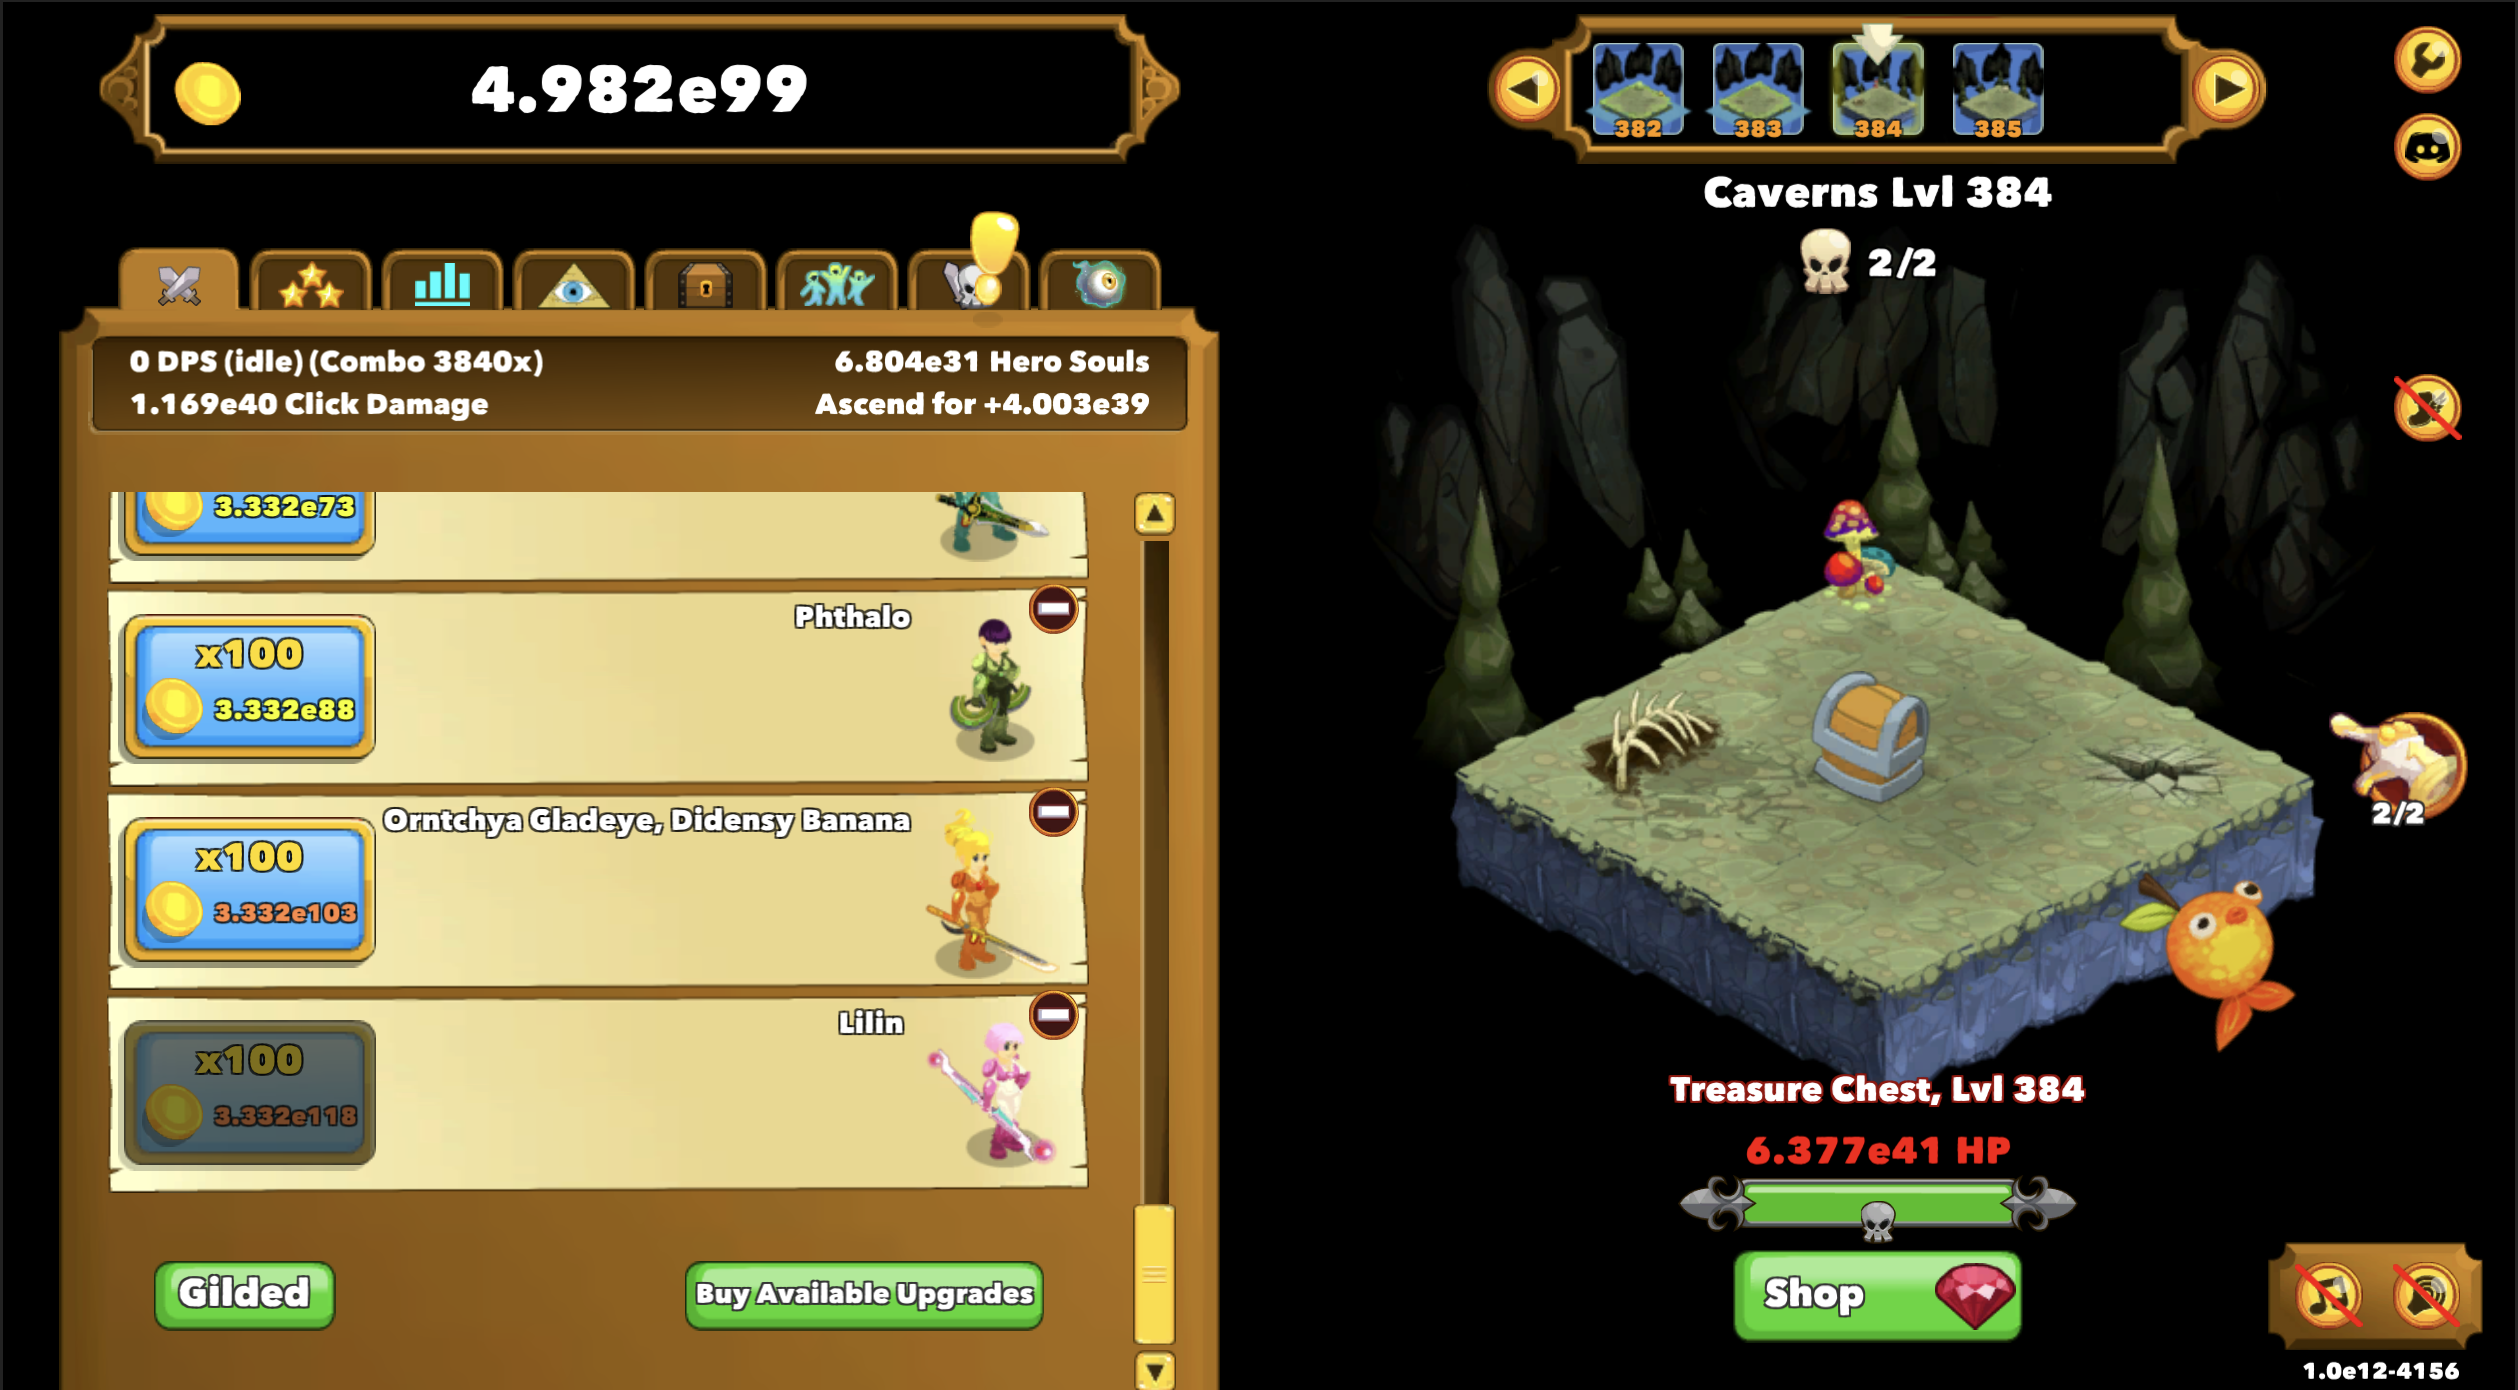 4.982e99
382
383
384
385
Caverns Lvl 384
2/2
0 DPS (idle) (Combo 3840x)
6.804e31 Hero Souls
1.169e40 Click Damage
Ascend for +4.003e39
3.332e73
Phthalo
x100
3.332e88
Orntchya Gladeye, Didensy Banana
x100
3.332e103
Lilin
x100
3.332e118
Gilded
Buy Available Upgrades
2/2
Treasure Chest, Lvl 384
6.377e41 HP
Shop
1.0e12-4156